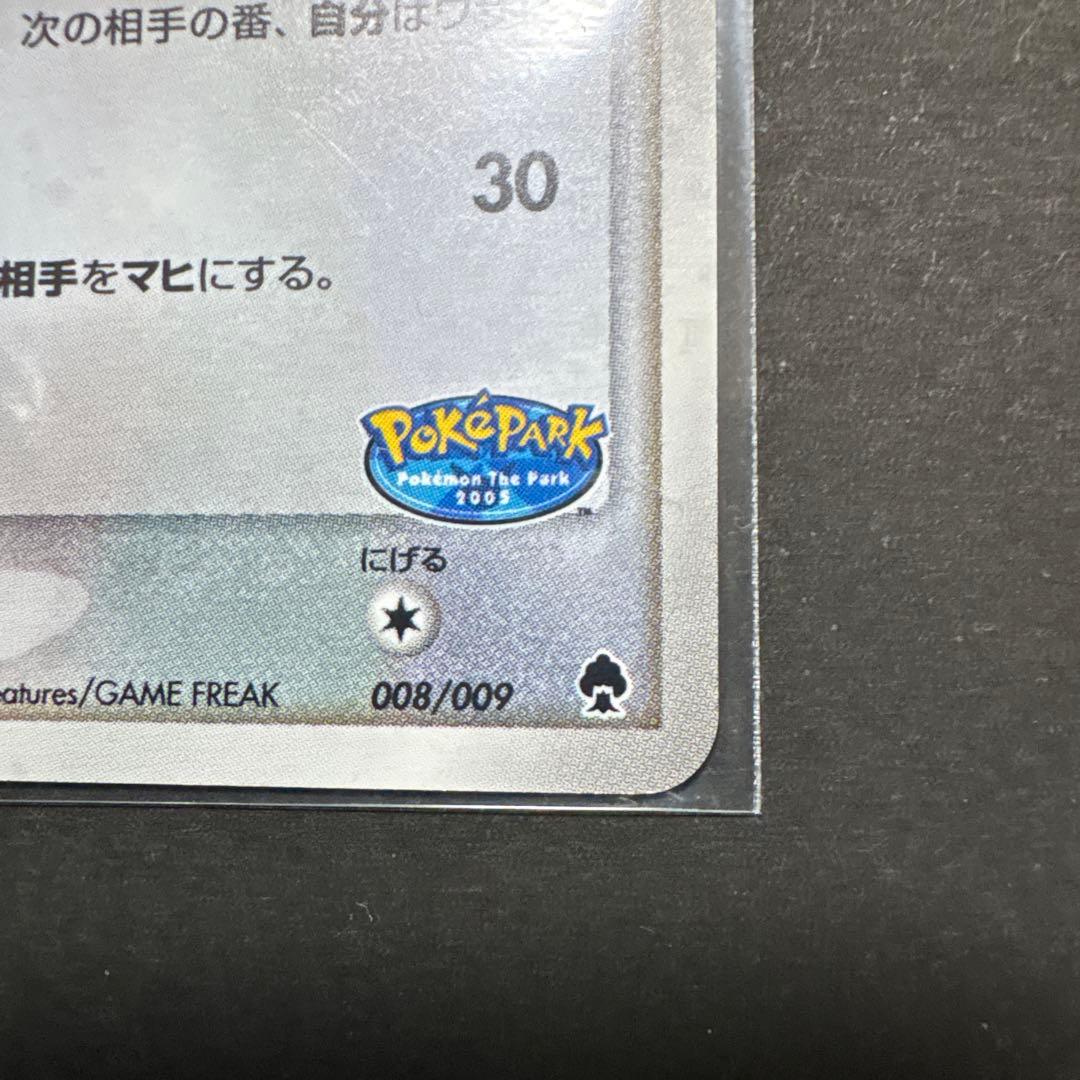 次の相手の番、自分は
30
相手をマヒにする。
POKéPARK
Pokémon The Park
2005
TM
にげる
eatures/GAME FREAK
008/009